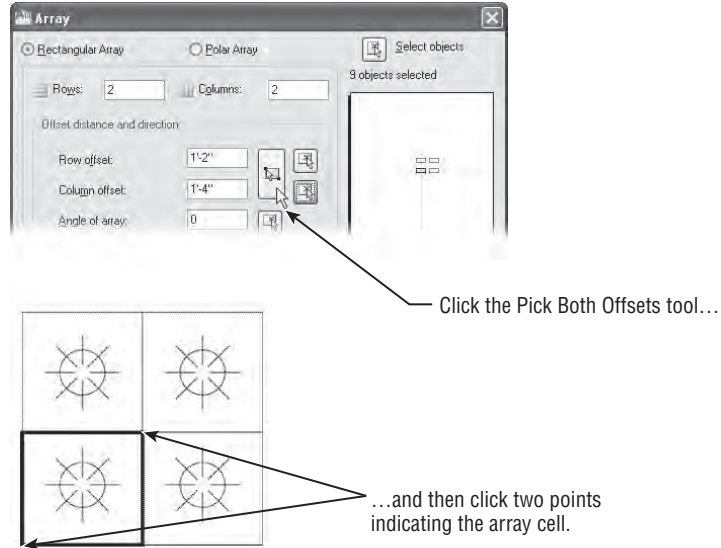 Array
Rectangular Array
Polar Array
Select objects
9 objects selected
Rows: 2
Columns: 2
Offset distance and direction
Row offset: 1'-2"
Column offset: 1'-4"
Angle of array: 0
Click the Pick Both Offsets tool…
…and then click two points
indicating the array cell.